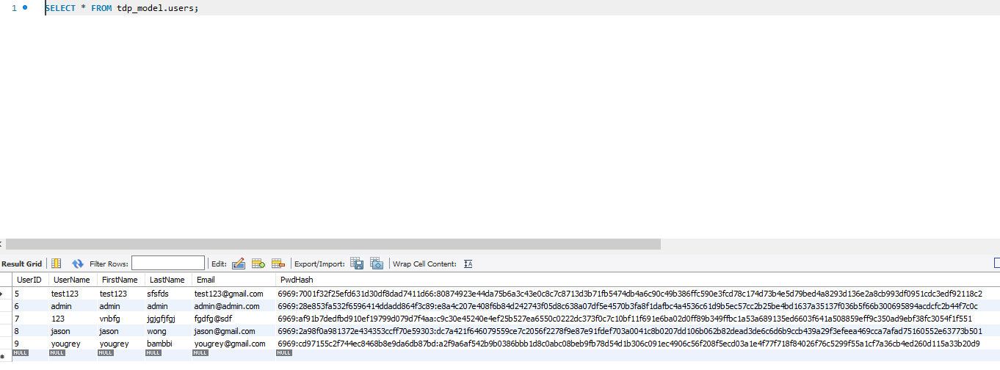 1 SELECT * FROM tdp_model.users;
Result Grid Filter Rows: Edit: Export/Import: Wrap Cell Content: IA
UserID UserName FirstName LastName Email PwdHash
5 test123 test123 sfsfds test123@gmail.com 6969:7001f32f25efd631d30df8dad7411d66:80874923e44da75b6a3c43e0c8c7c8713d3b71fb5474db4a6c90c49b386ffc590e3fcd78c174d73b4e5d79bed4a8293d136e2a8cb993df0951cdc3edf92118c2
6 admin admin admin admin@admin.com 6969:28e853fa532f6596414ddadd864f3c89:e8a4c207e408f6b84d242743f05d8c638a07df5e4570b3fa8f1dafbc4a4536c61d9b5ec57cc2b25be4bd1637a35137f036b5f66b300695894acdcfc2b44f7c0c
7 123 vnbfg jgjgfjfgj fgdfg@sdf 6969:af91b7dedfbd910ef19799d079d7f4aa:c9c30e45240e4ef25b527ea6550c0222dc373f0c7c10bf11f691e6ba02d0ff89b349ffbc1a53a689135ed6603f641a508859eff9c350ad9ebf38fc3054f1f551
8 jason jason wong jason@gmail.com 6969:2a98f0a981372e434353ccff70e59303:dc7a421f646079559ce7c2056f2278f9e87e91fdef703a0041c8b0207dd106b062b82dead3de6c6d6b9ccb439a29f3efeea469cca7afad75160552e63773b501
9 yougrey yougrey bambbi yougrey@gmail.com 6969:cd97155c2f744ec8468b8e9da6db87bd:a2f9a6af542b9b0386bbb1d8c0abc08beb9fb78d54d1b306c091ec4906c56f208f5ecd03a1e4f77f718f84026f76c5299f55a1cf7a36cb4ed260d115a33b20d9
NULL NULL NULL NULL NULL NULL